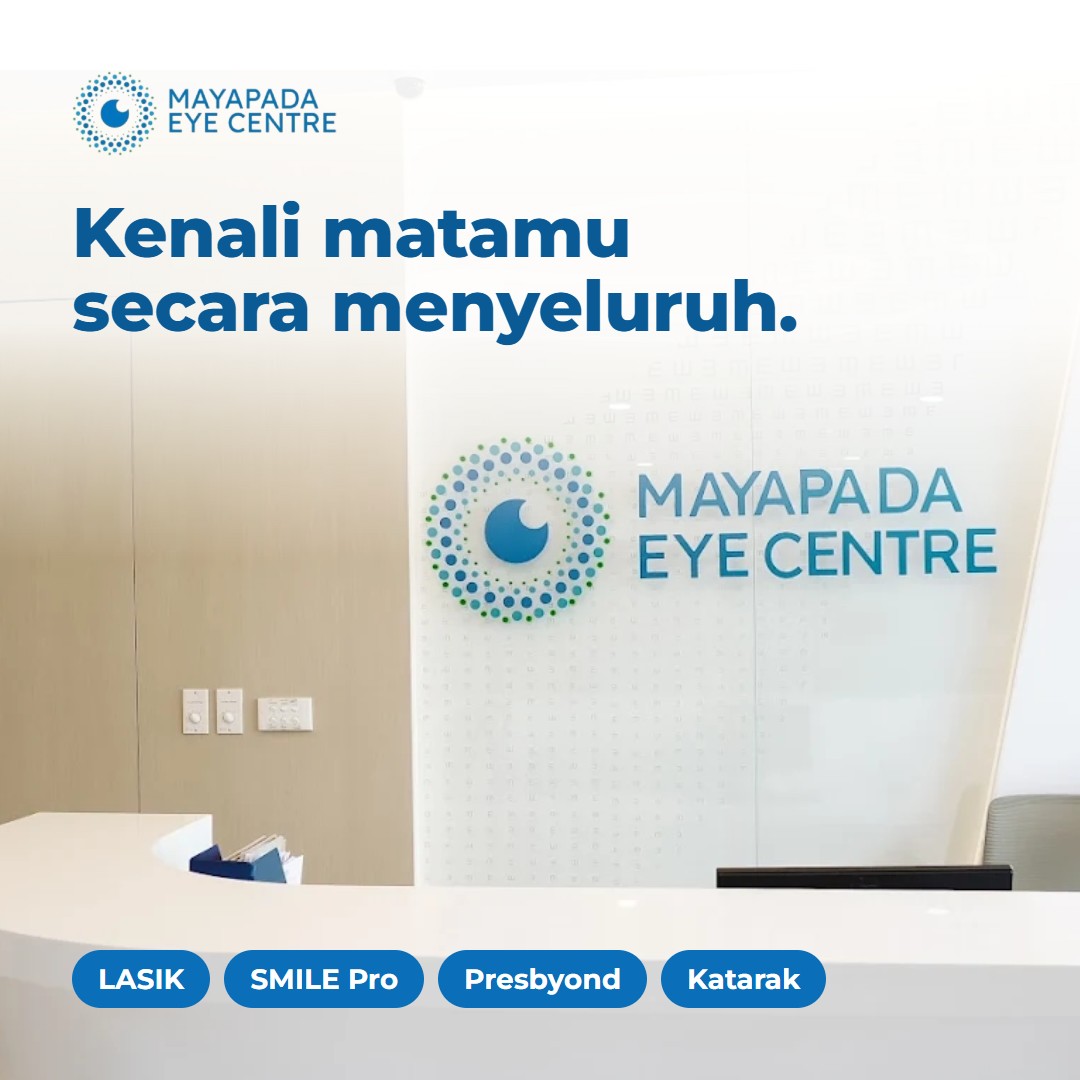 MAYAPADA
EYE CENTRE
Kenali matamu
secara menyeluruh.
MAYAPADA
EYE CENTRE
LASIK
SMILE Pro
Presbyond
Katarak